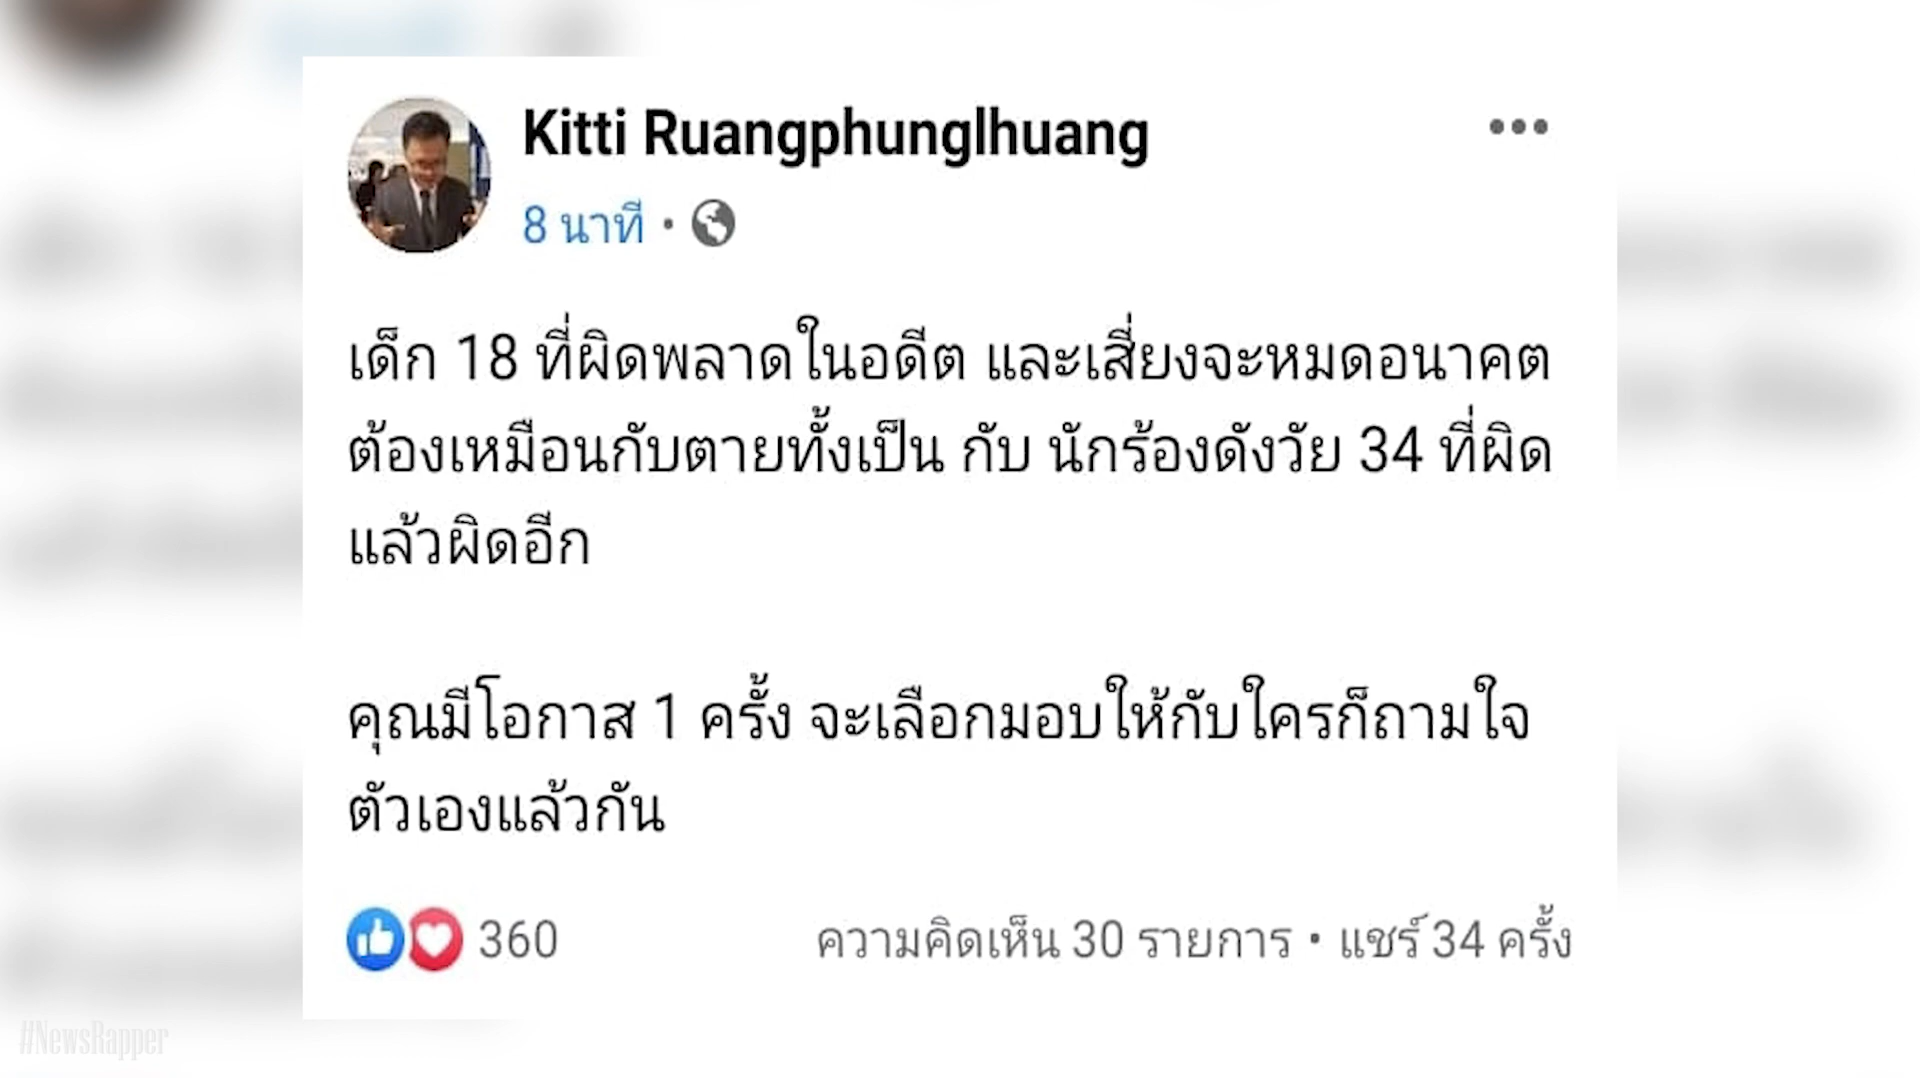 Kitti Ruangphunglhuang
8 นาที
เด็ก 18 ที่ผิดพลาดในอดีต และเสี่ยงจะหมดอนาคต
ต้องเหมือนกับตายทั้งเป็น กับ นักร้องดังวัย 34 ที่ผิด
แล้วผิดอีก
คุณมีโอกาส 1 ครั้ง จะเลือกมอบให้กับใครก็ถามใจ
ตัวเองแล้วกัน
360 ความคิดเห็น 30 รายการ • แชร์ 34 ครั้ง
#NewsRapper